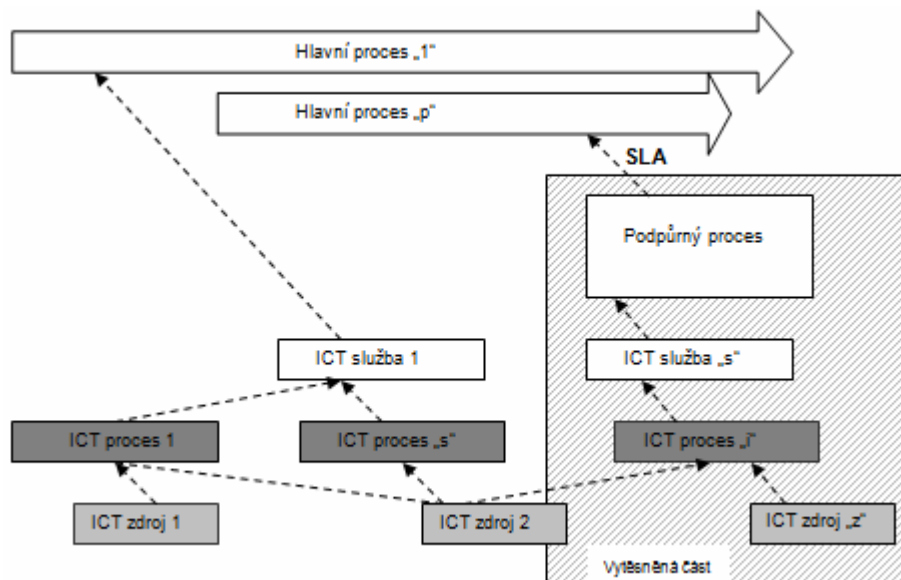 Hlavní proces „1“
Hlavní proces „p“
SLA
Podpůrný proces
ICT služba 1
ICT služba „s“
ICT proces 1
ICT proces „s“
ICT proces „i“
ICT zdroj 1
ICT zdroj 2
ICT zdroj „z“
Vytěsněná část